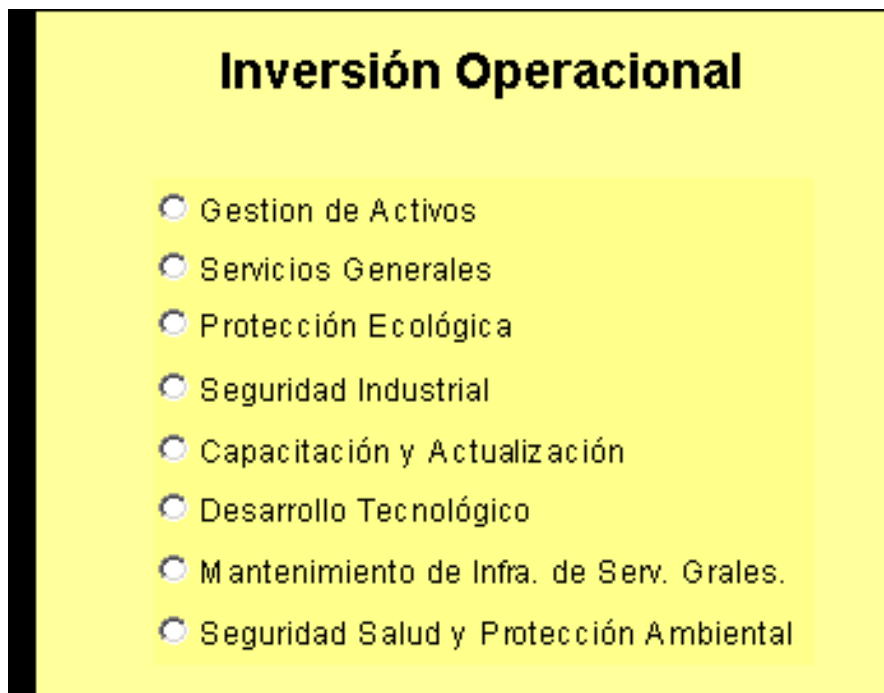 Inversión Operacional
Gestion de Activos
Servicios Generales
Protección Ecológica
Seguridad Industrial
Capacitación y Actualización
Desarrollo Tecnológico
Mantenimiento de Infra. de Serv. Grales.
Seguridad Salud y Protección Ambiental